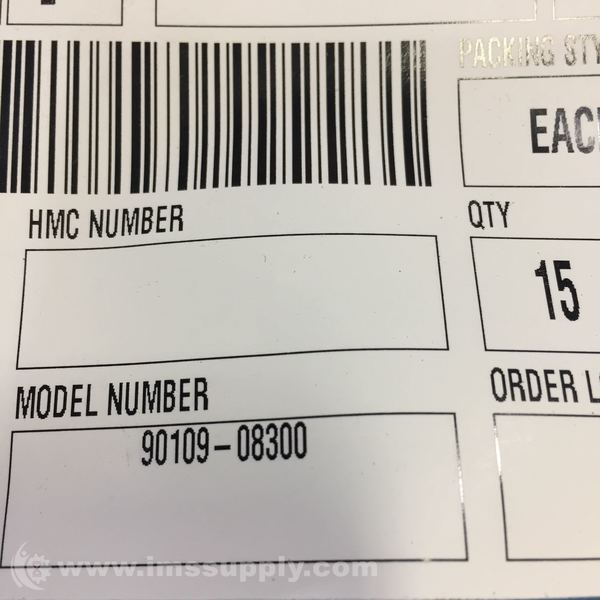 PACKING STY
EAC
HMC NUMBER
QTY
15
MODEL NUMBER
ORDER L
90109-08300
www.imssupply.com